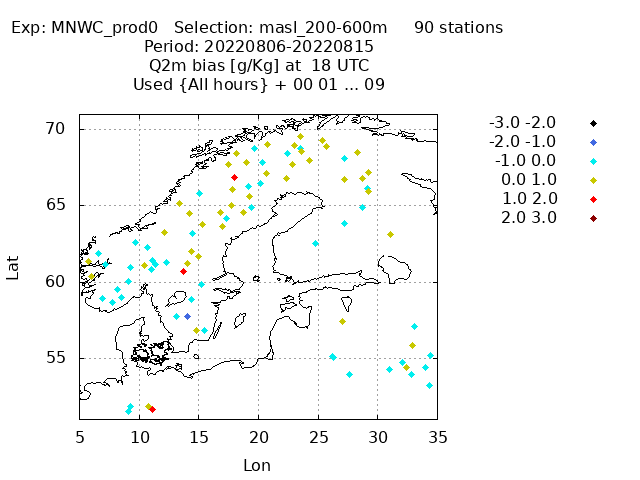 Exp: MNWC_prod0   Selection: masl_200-600m     90 stations
Period: 20220806-20220815
Q2m bias [g/Kg] at  18 UTC
Used {All hours} + 00 01 ... 09
-3.0 -2.0
-2.0 -1.0
-1.0 0.0
0.0 1.0
1.0 2.0
2.0 3.0
70
65
60
55
Lat
5 10 15 20 25 30 35
Lon